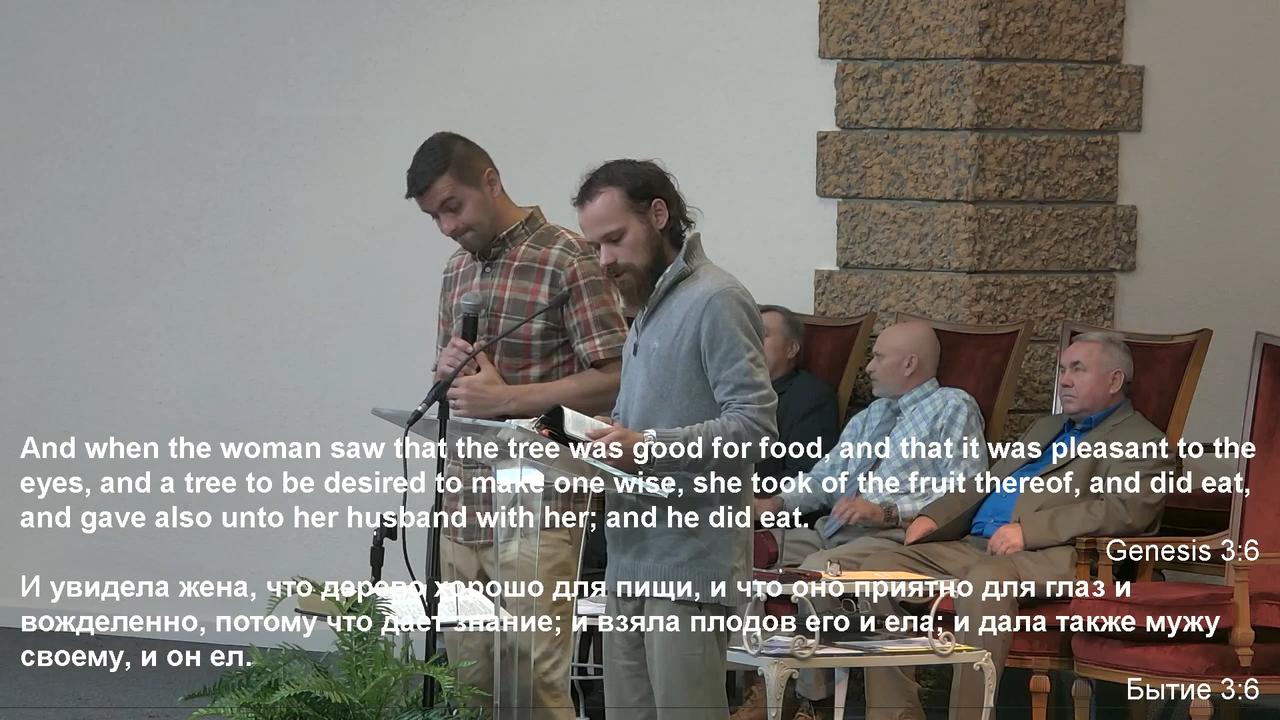 And when the woman saw that the tree was good for food, and that it was pleasant to the
eyes, and a tree to be desired to make one wise, she took of the fruit thereof, and did eat,
and gave also unto her husband with her; and he did eat.
Genesis 3:6
И увидела жена, что дерево хорошо для пищи, и что оно приятно для глаз и
вожделенно, потому что дает знание; и взяла плодов его и ела; и дала также мужу
своему, и он ел.
Бытие 3:6